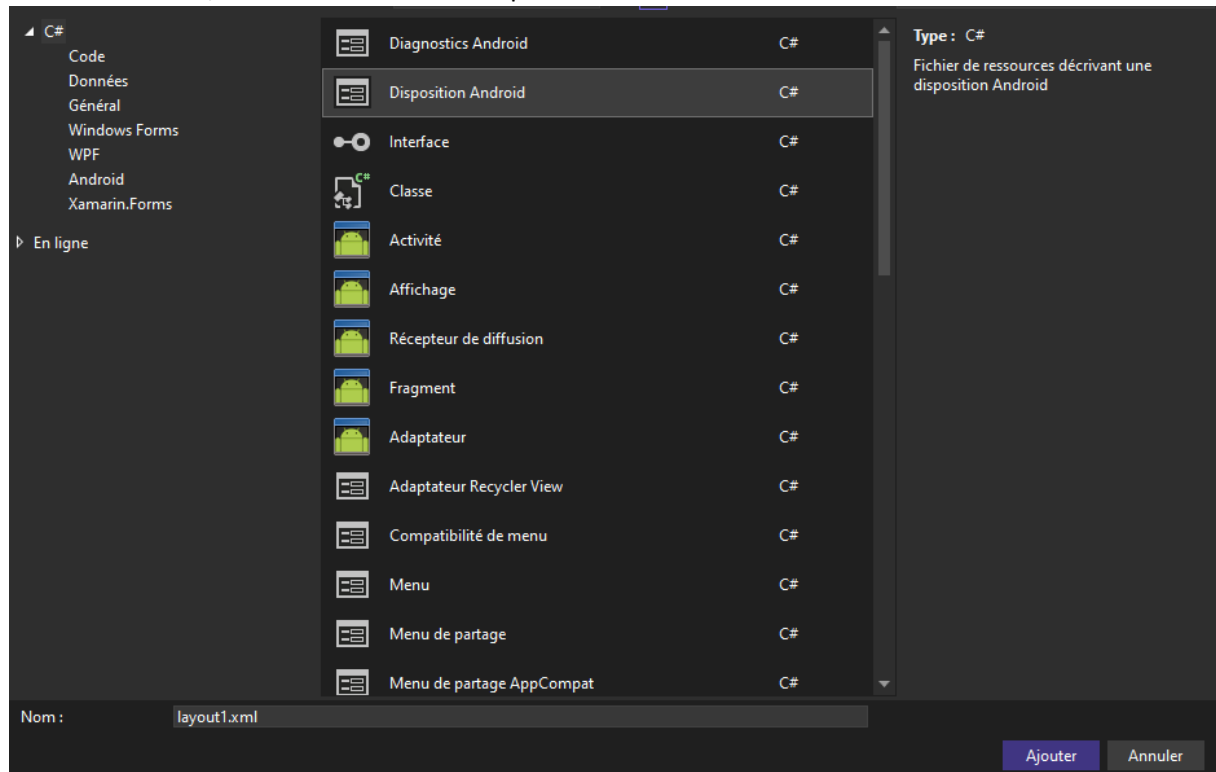 C#
Code
Données
Général
Windows Forms
WPF
Android
Xamarin.Forms
En ligne
Diagnostics Android C#
Disposition Android C#
Interface C#
Classe C#
Activité C#
Affichage C#
Récepteur de diffusion C#
Fragment C#
Adaptateur C#
Adaptateur Recycler View C#
Compatibilité de menu C#
Menu C#
Menu de partage C#
Menu de partage AppCompat C#
Type : C#
Fichier de ressources décrivant une
disposition Android
Nom : layout1.xml
Ajouter Annuler